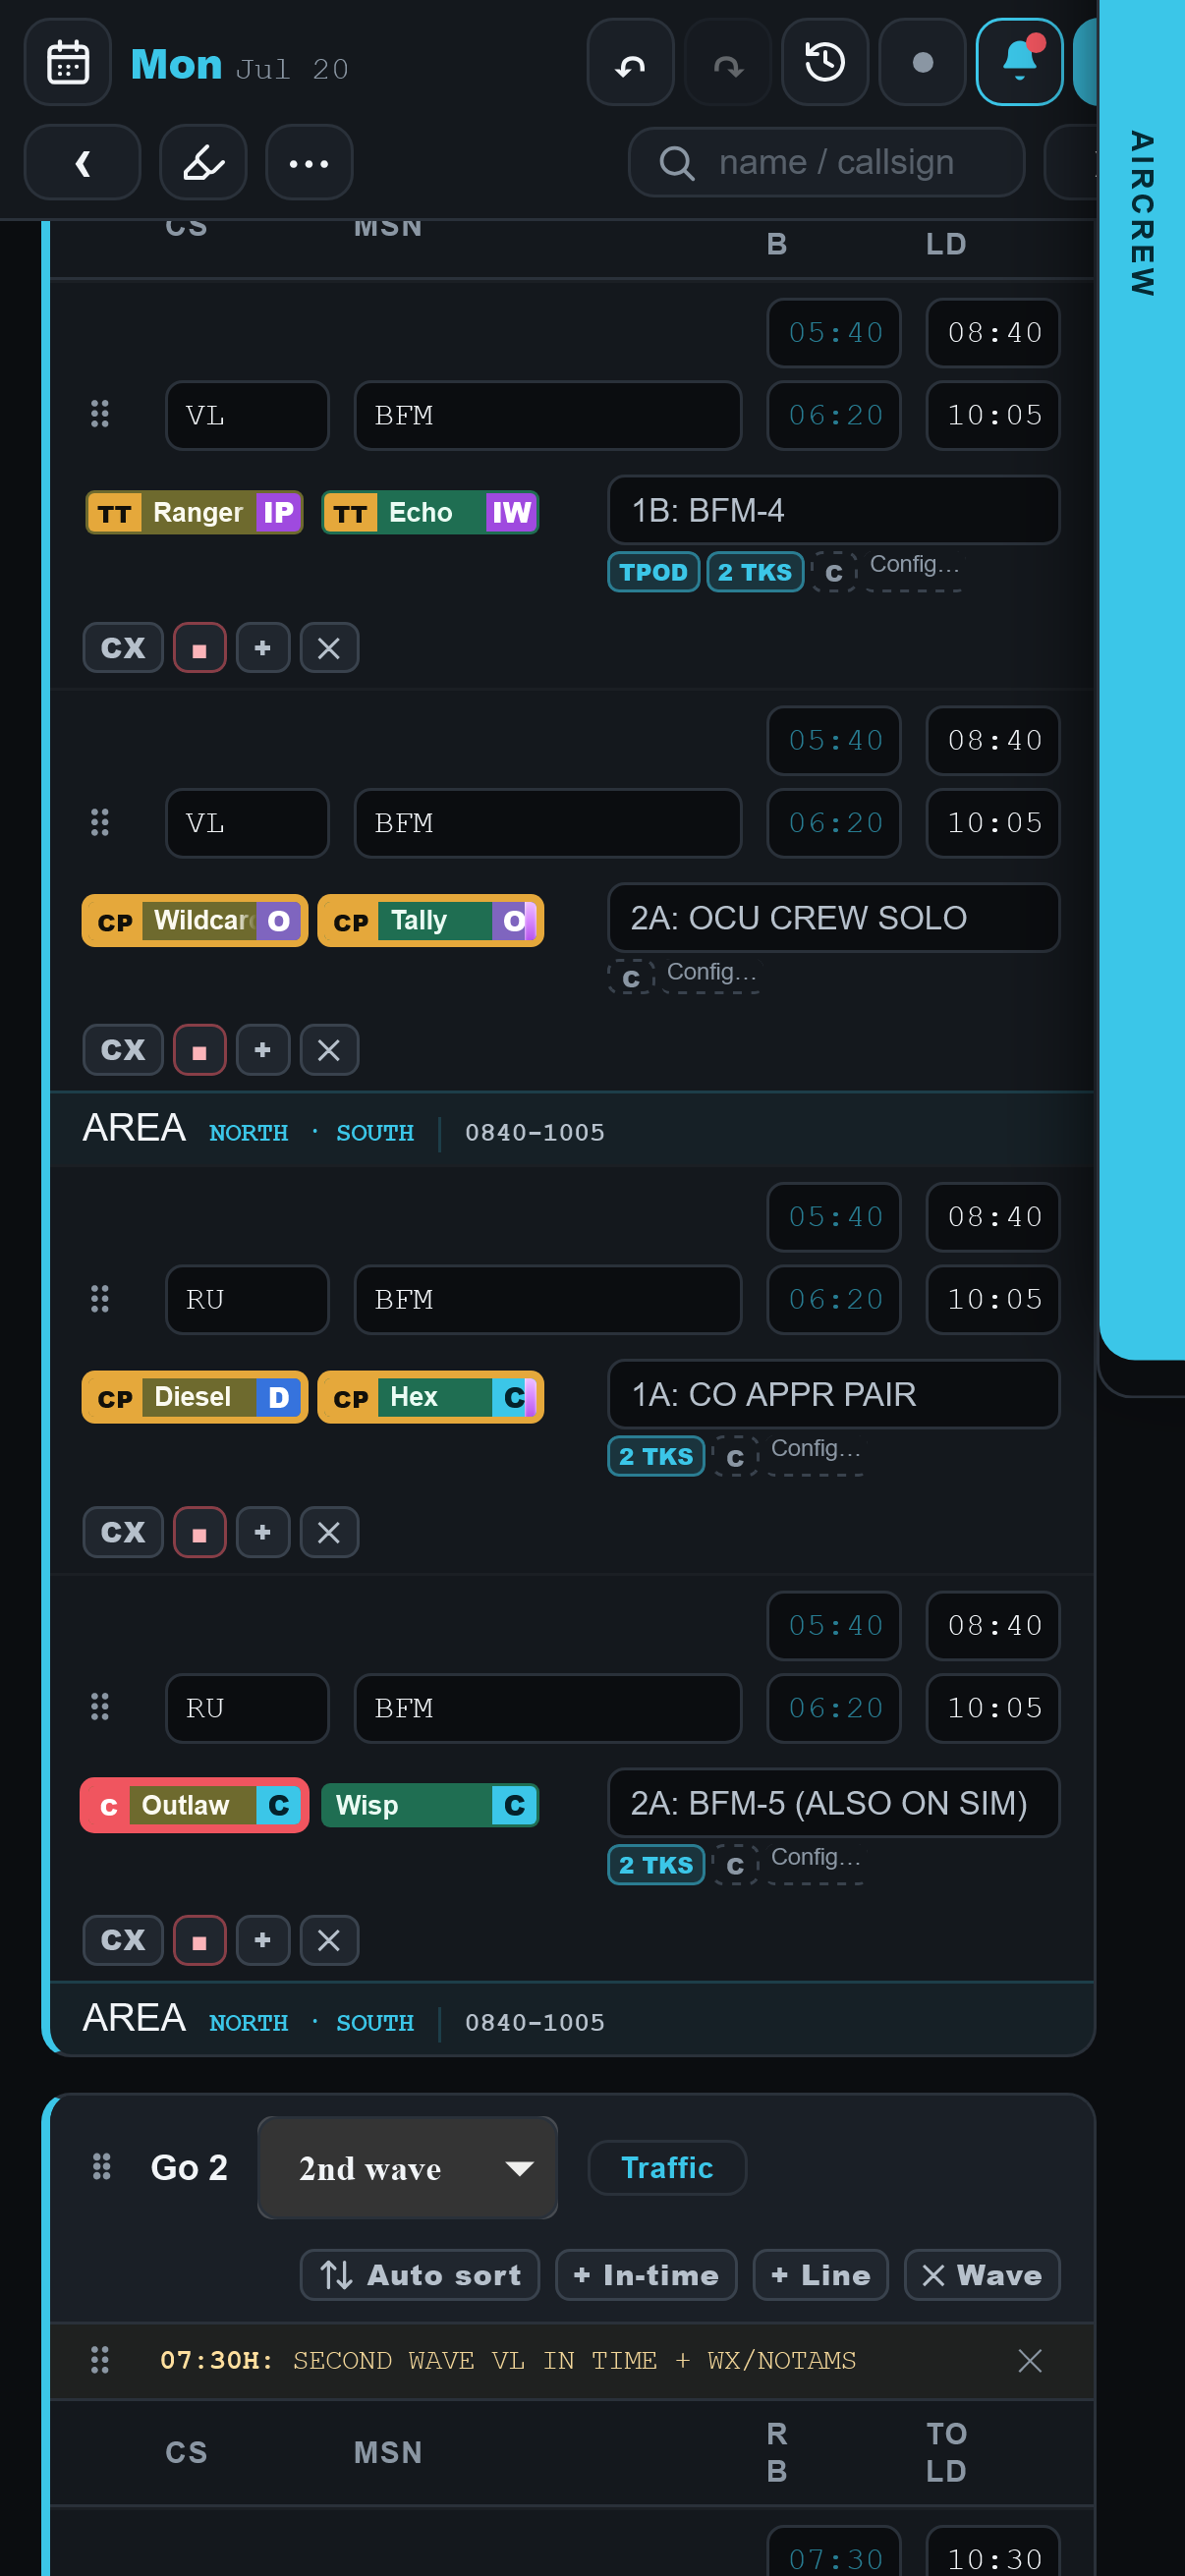 Mon Jul 20
name / callsign
AIRCREW
CS MSN
B LD
05:40 08:40
VL BFM 06:20 10:05
TT Ranger IP TT Echo IW 1B: BFM-4
TPOD 2 TKS C Config...
CX +
05:40 08:40
VL BFM 06:20 10:05
CP Wildcard O CP Tally O 2A: OCU CREW SOLO
C Config...
CX +
AREA NORTH · SOUTH 0840-1005
05:40 08:40
RU BFM 06:20 10:05
CP Diesel D CP Hex C 1A: CO APPR PAIR
2 TKS C Config...
CX +
05:40 08:40
RU BFM 06:20 10:05
C Outlaw C Wisp C 2A: BFM-5 (ALSO ON SIM)
2 TKS C Config...
CX +
AREA NORTH · SOUTH 0840-1005
Go 2 2nd wave Traffic
Auto sort + In-time + Line × Wave
07:30H: SECOND WAVE VL IN TIME + WX/NOTAMS
CS MSN R TO
B LD
07:30 10:30